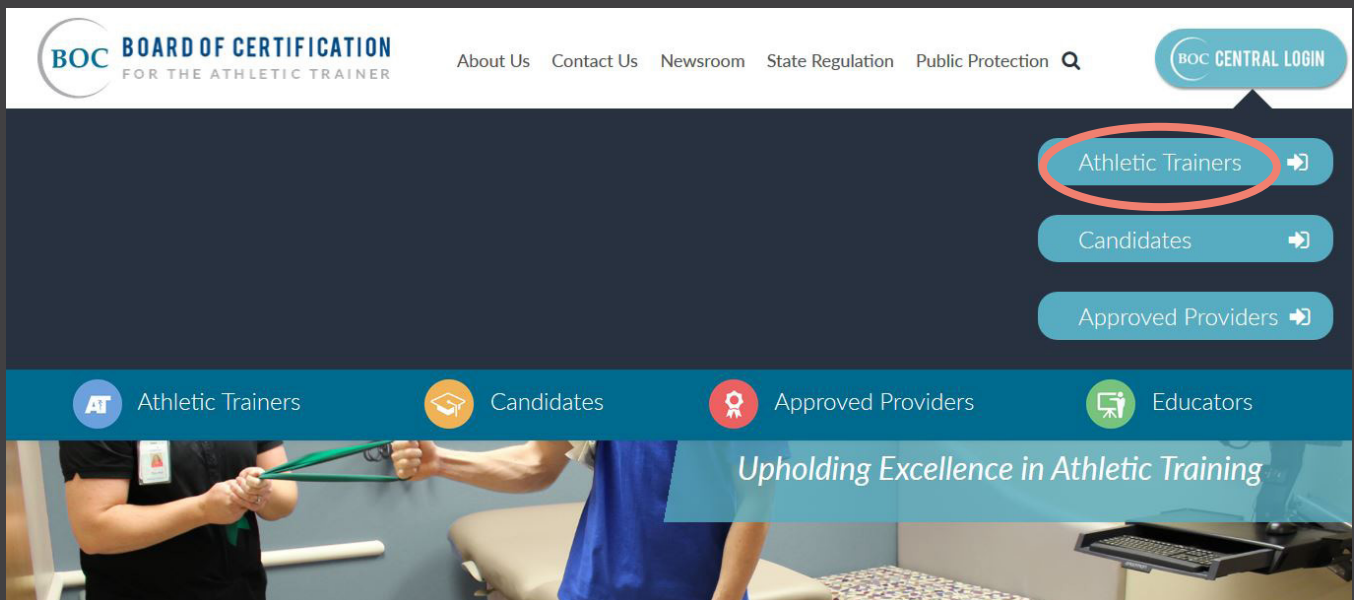 BOC BOARD OF CERTIFICATION
FOR THE ATHLETIC TRAINER
About Us Contact Us Newsroom State Regulation Public Protection
BOC CENTRAL LOGIN
Athletic Trainers
Candidates
Approved Providers
AT Athletic Trainers Candidates Approved Providers Educators
Upholding Excellence in Athletic Training